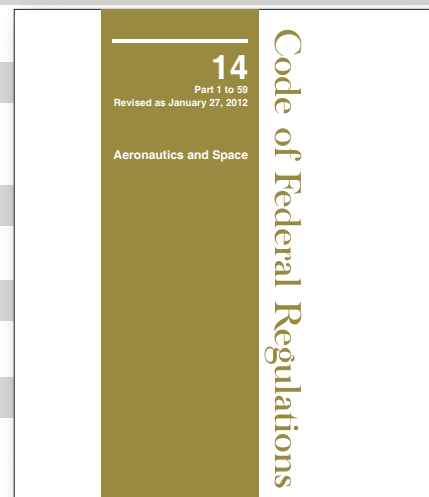 14
Part 1 to 59
Revised as January 27, 2012
Aeronautics and Space
Code of Federal Regulations